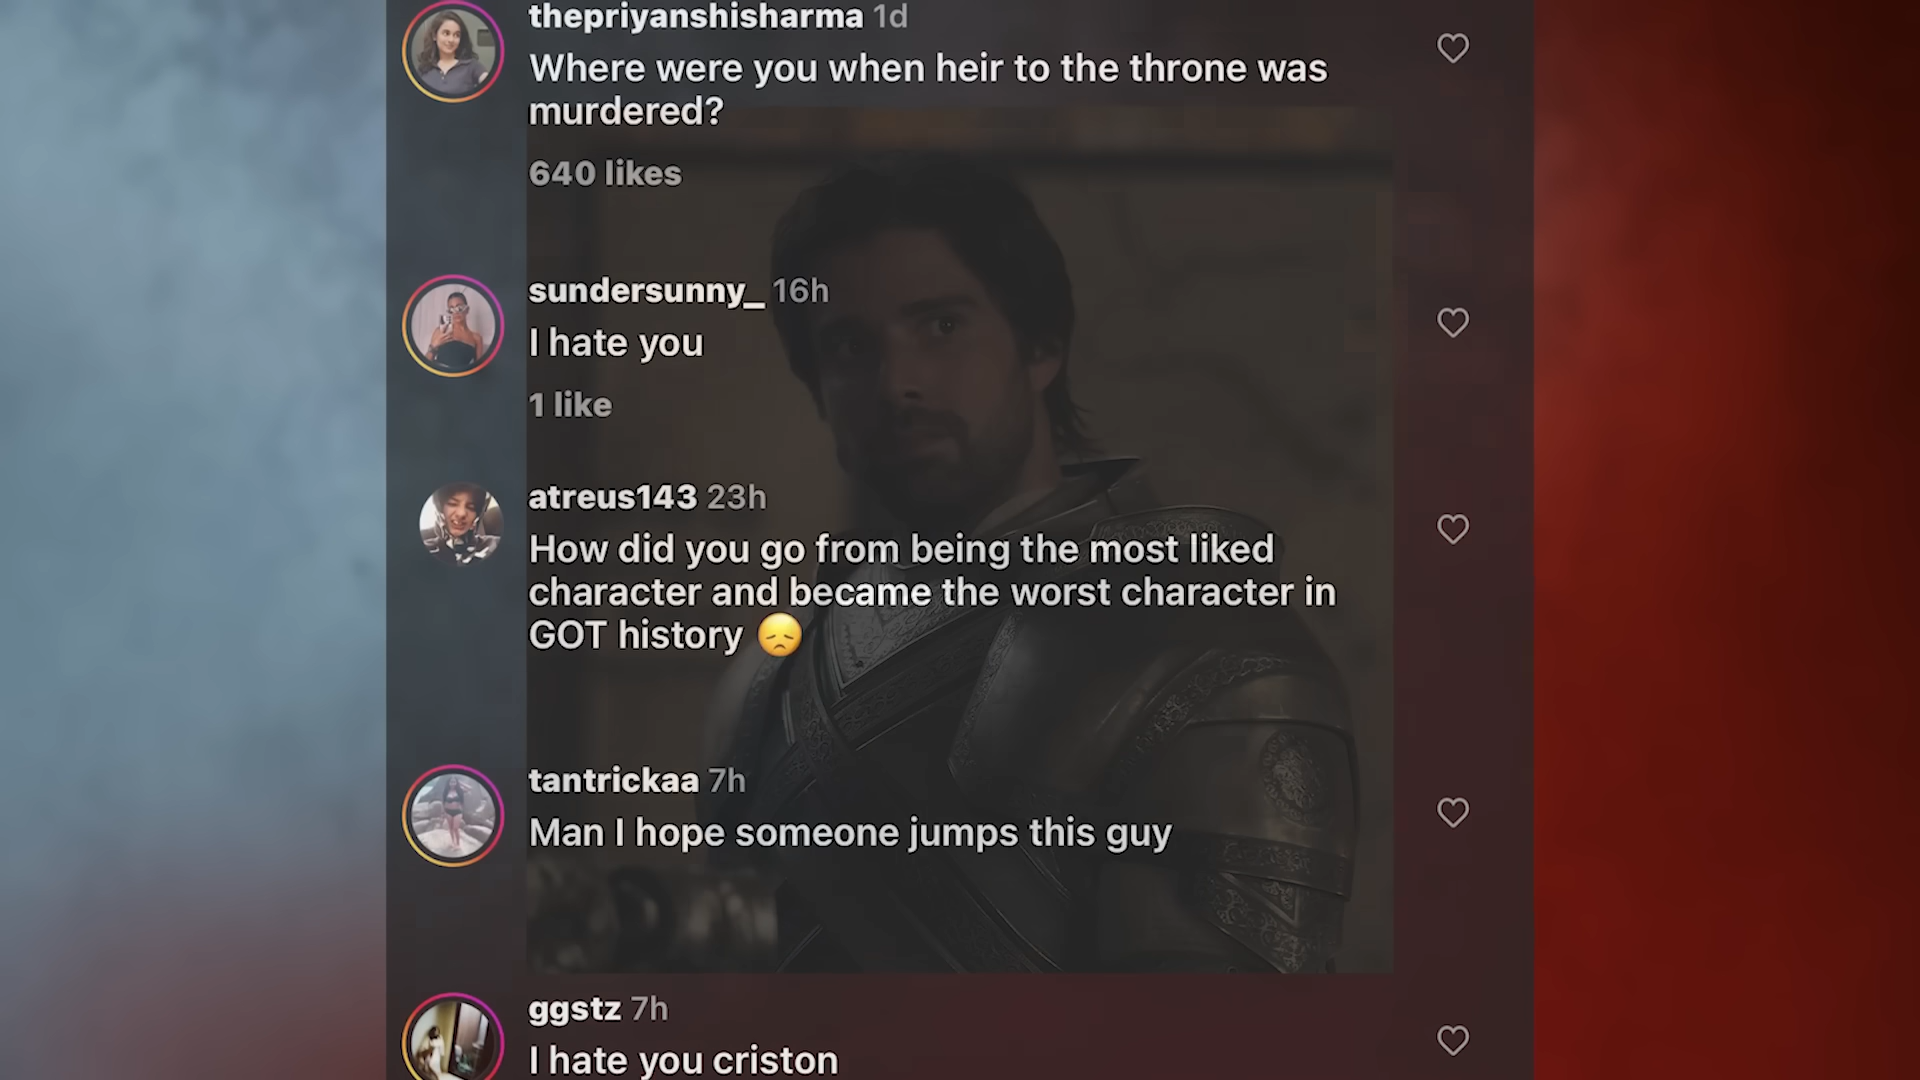 thepriyanshisharma 1d
Where were you when heir to the throne was
murdered?
640 likes
sundersunny_ 16h
I hate you
1 like
atreus143 23h
How did you go from being the most liked
character and became the worst character in
GOT history 😞
tantrickaa 7h
Man I hope someone jumps this guy
ggstz 7h
I hate you criston